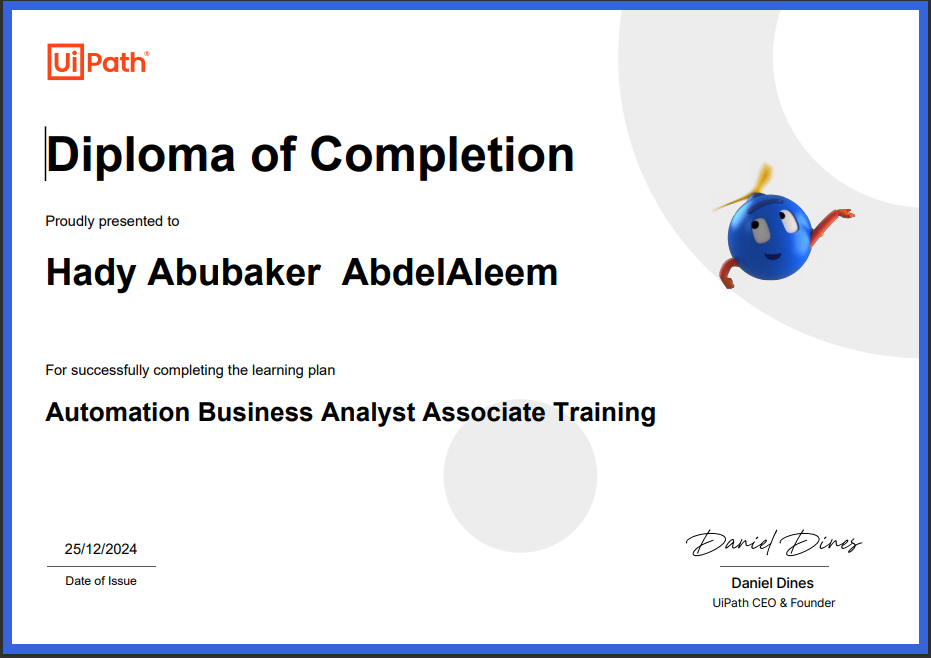 UiPath®
Diploma of Completion
Proudly presented to
Hady Abubaker  AbdelAleem
For successfully completing the learning plan
Automation Business Analyst Associate Training
25/12/2024
Date of Issue
Daniel Dines
Daniel Dines
UiPath CEO & Founder